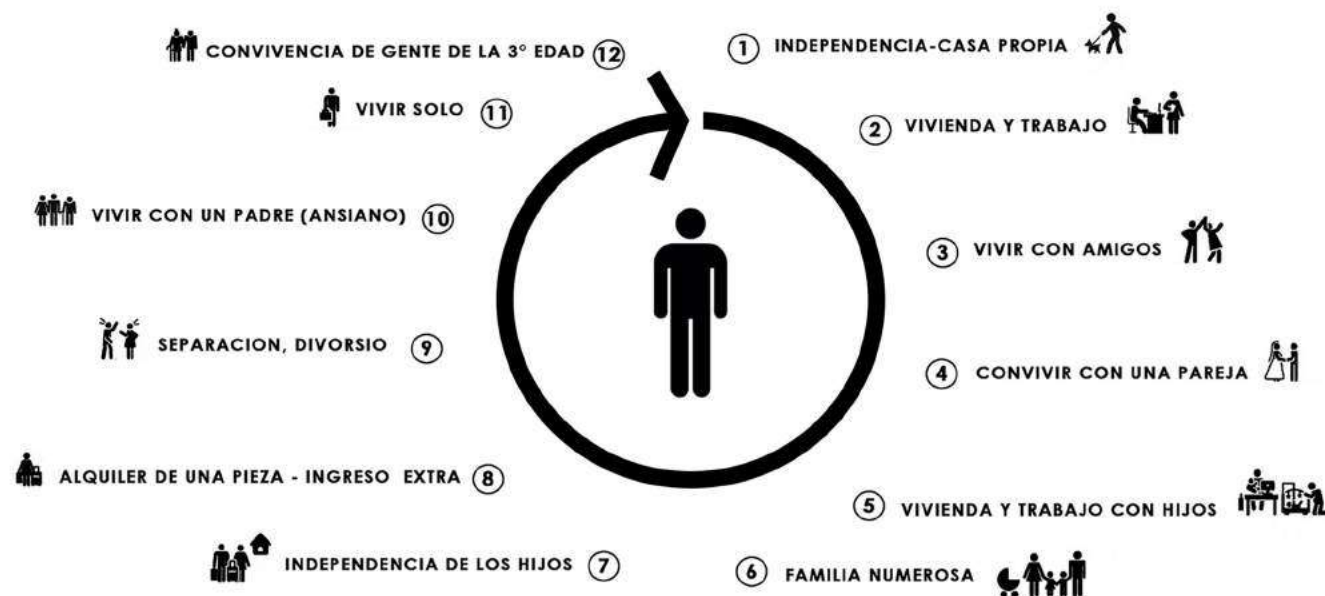 1 INDEPENDENCIA-CASA PROPIA
2 VIVIENDA Y TRABAJO
3 VIVIR CON AMIGOS
4 CONVIVIR CON UNA PAREJA
5 VIVIENDA Y TRABAJO CON HIJOS
6 FAMILIA NUMEROSA
INDEPENDENCIA DE LOS HIJOS 7
ALQUILER DE UNA PIEZA - INGRESO EXTRA 8
SEPARACION, DIVORSIO 9
VIVIR CON UN PADRE (ANSIANO) 10
VIVIR SOLO 11
CONVIVENCIA DE GENTE DE LA 3° EDAD 12